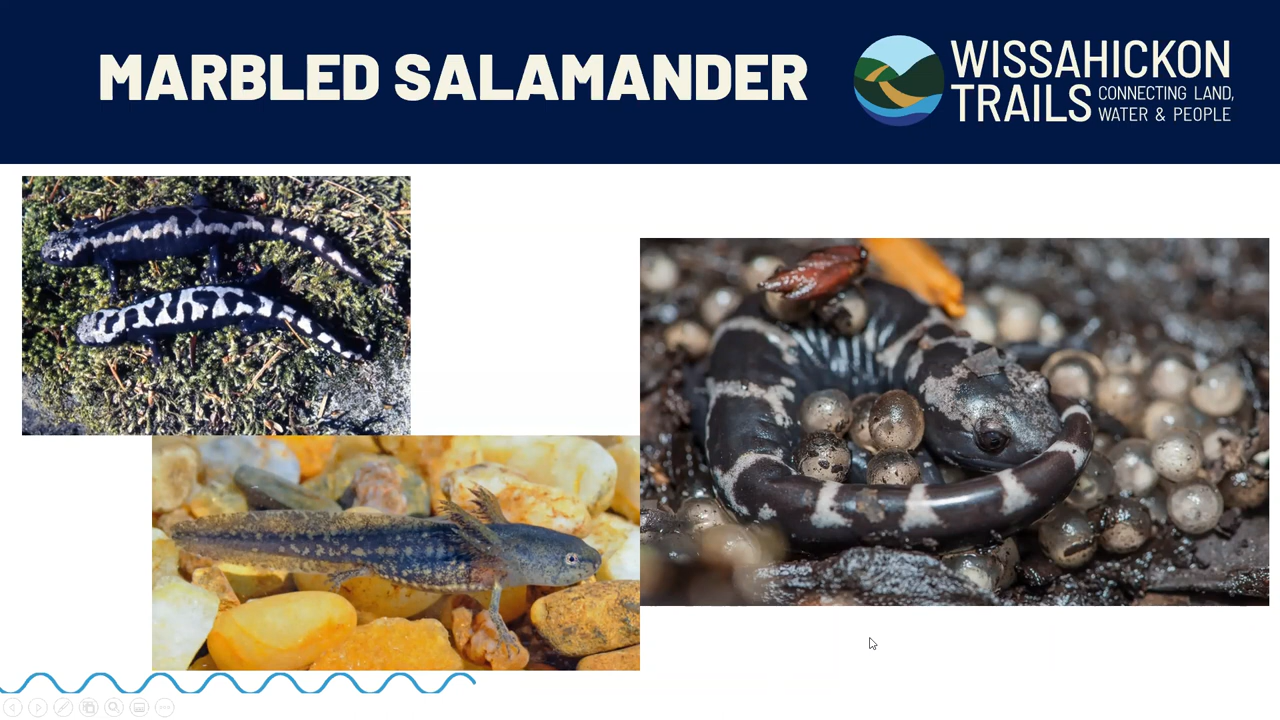 MARBLED SALAMANDER
WISSAHICKON
TRAILS
CONNECTING LAND,
WATER & PEOPLE